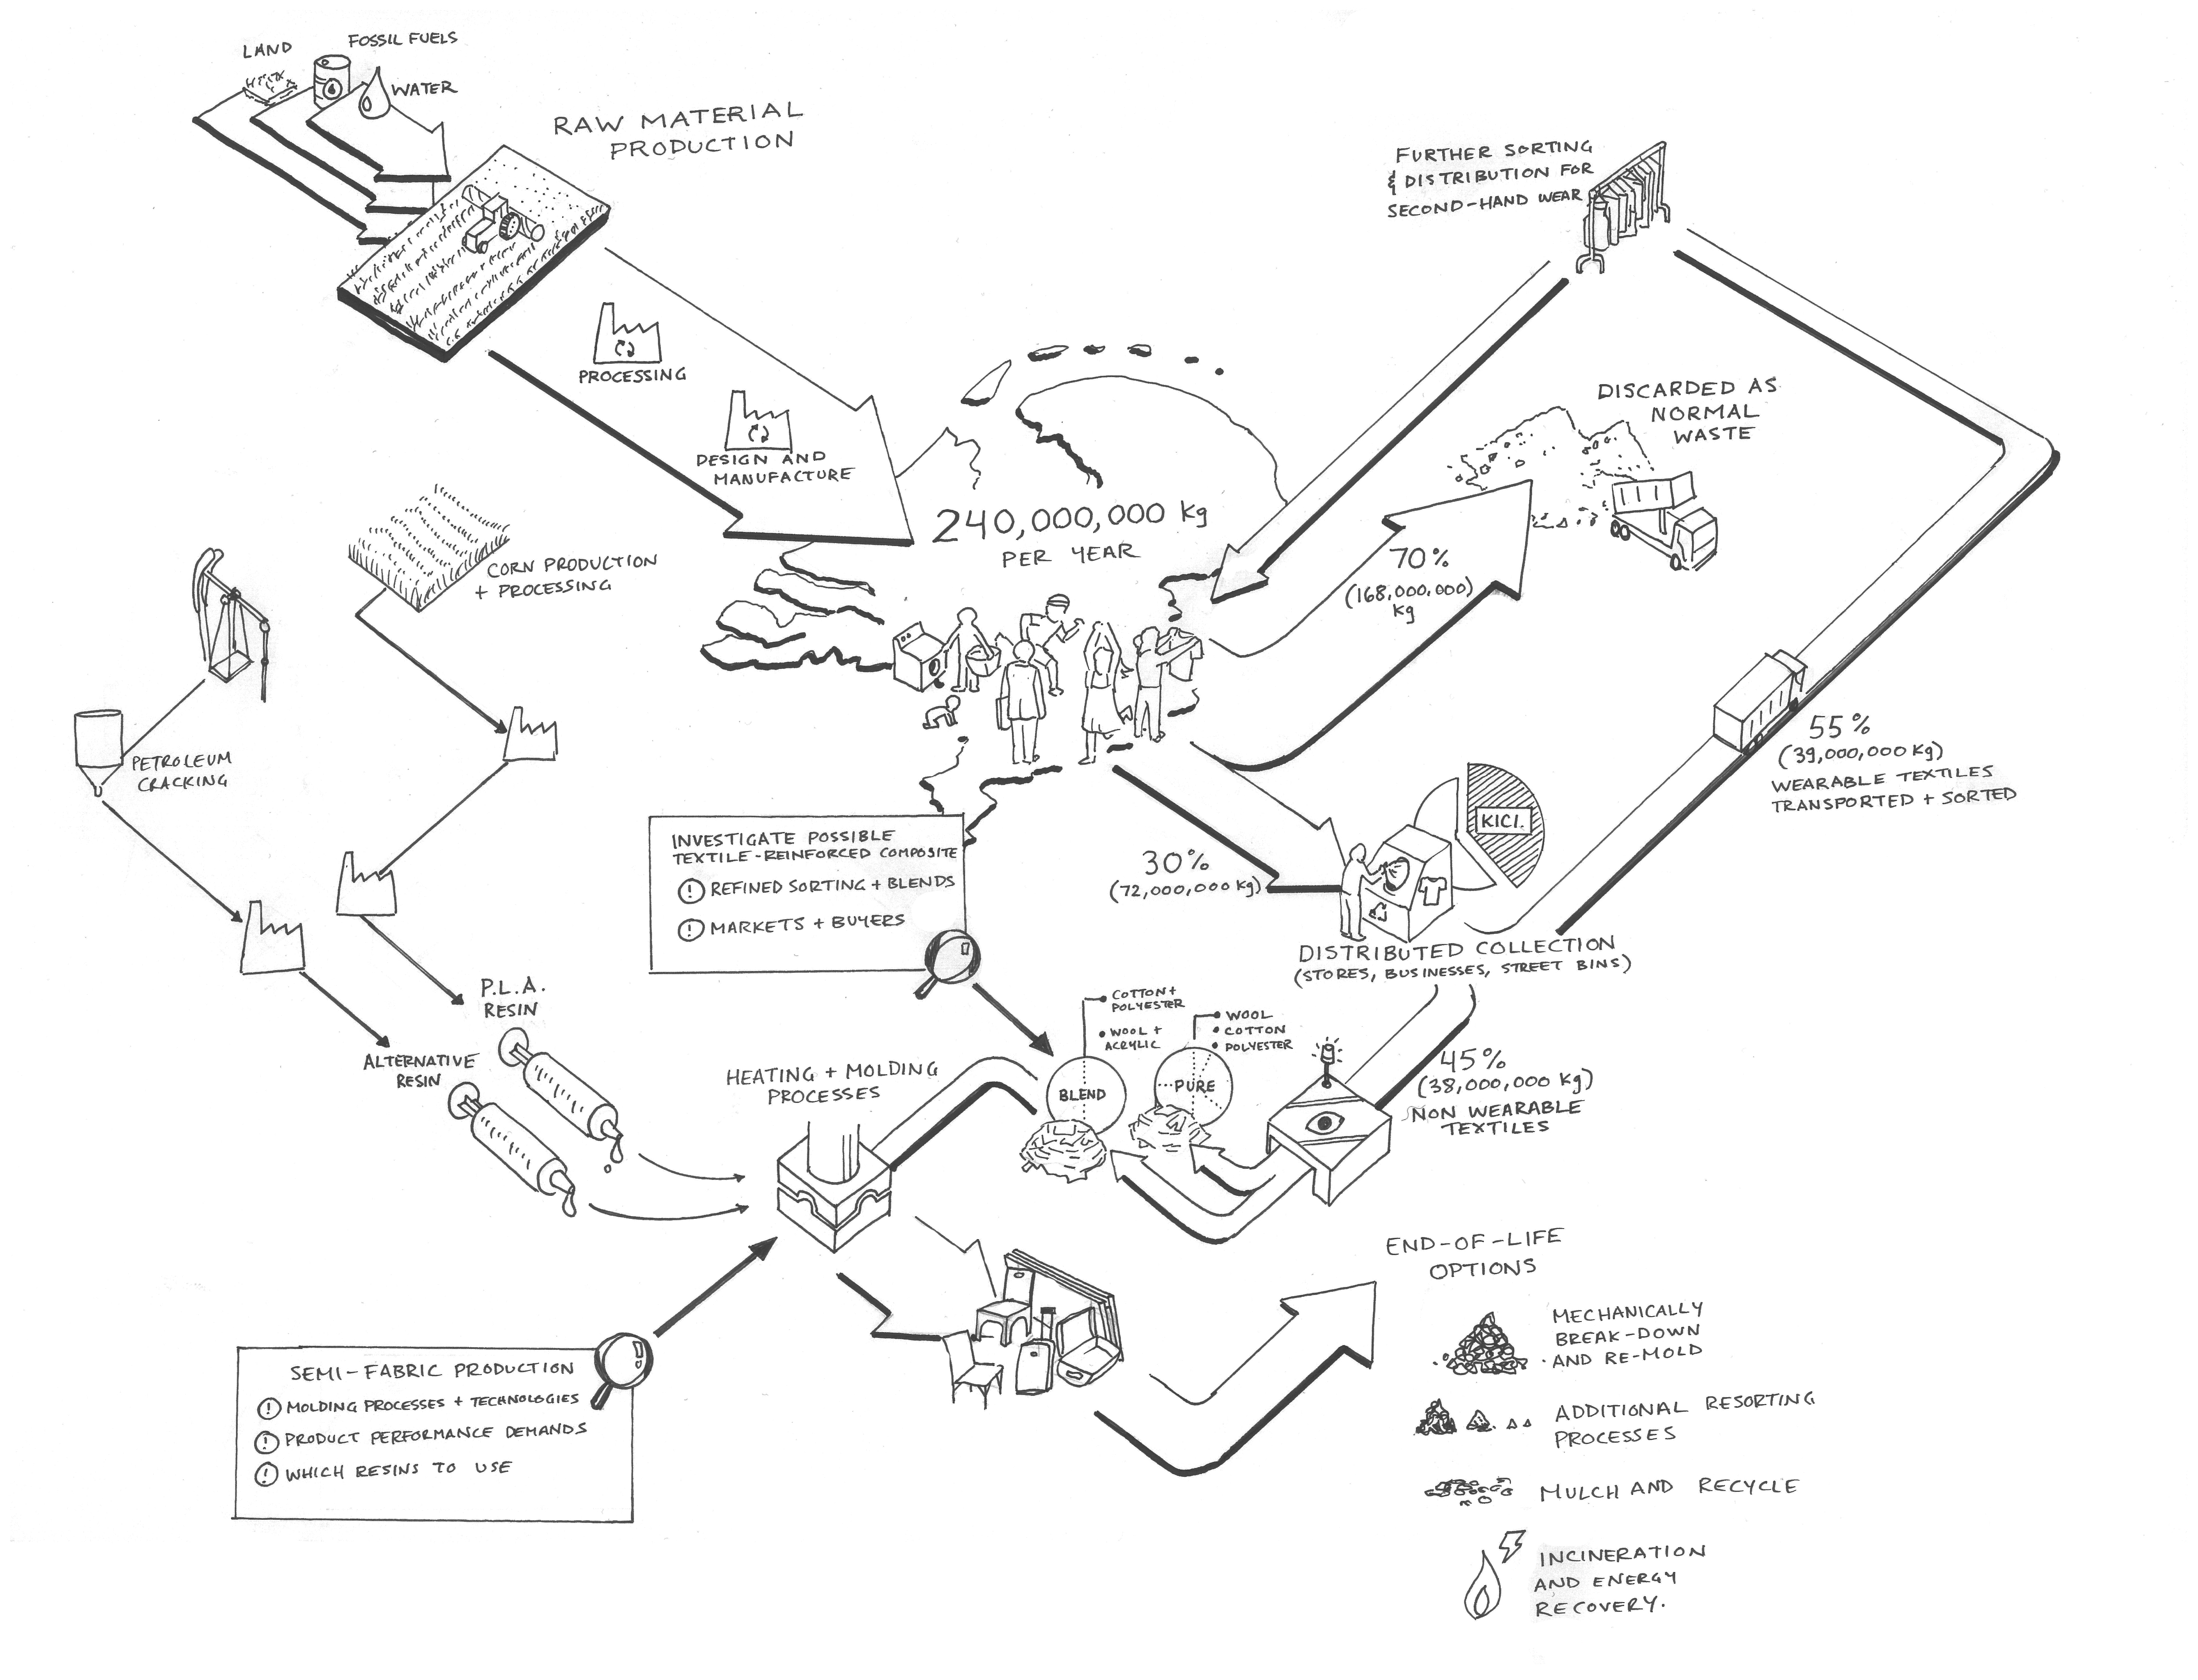 LAND
FOSSIL FUELS
WATER
RAW MATERIAL
PRODUCTION
PROCESSING
DESIGN AND
MANUFACTURE
FURTHER SORTING
& DISTRIBUTION FOR
SECOND-HAND WEAR
DISCARDED AS
NORMAL
WASTE
240,000,000 Kg
PER YEAR
70%
(168,000,000)
Kg
CORN PRODUCTION
+ PROCESSING
PETROLEUM
CRACKING
55%
(39,000,000 Kg)
WEARABLE TEXTILES
TRANSPORTED + SORTED
KICI.
30%
(72,000,000 Kg)
DISTRIBUTED COLLECTION
(STORES, BUSINESSES, STREET BINS)
INVESTIGATE POSSIBLE
TEXTILE-REINFORCED COMPOSITE
! REFINED SORTING + BLENDS
! MARKETS + BUYERS
P.L.A.
RESIN
ALTERNATIVE
RESIN
HEATING + MOLDING
PROCESSES
• COTTON +
POLYESTER
• WOOL +
ACRYLIC
• WOOL
• COTTON
• POLYESTER
BLEND
PURE
45%
(38,000,000 Kg)
NON WEARABLE
TEXTILES
SEMI-FABRIC PRODUCTION
! MOLDING PROCESSES + TECHNOLOGIES
! PRODUCT PERFORMANCE DEMANDS
! WHICH RESINS TO USE
END-OF-LIFE
OPTIONS
MECHANICALLY
BREAK-DOWN
AND RE-MOLD
ADDITIONAL RESORTING
PROCESSES
MULCH AND RECYCLE
INCINERATION
AND ENERGY
RECOVERY.